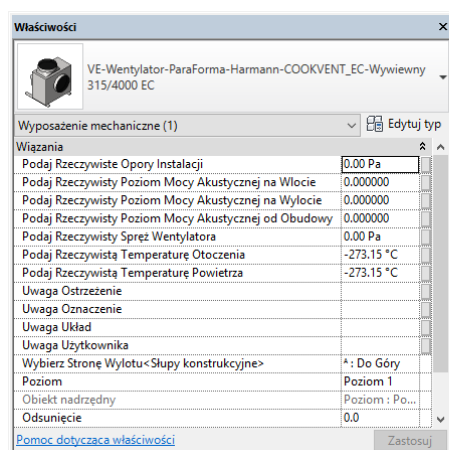 Właściwości
VE-Wentylator-ParaForma-Harmann-COOKVENT_EC-Wywiewny
315/4000 EC
Wyposażenie mechaniczne (1) Edytuj typ
Wiązania
Podaj Rzeczywiste Opory Instalacji 0.00 Pa
Podaj Rzeczywisty Poziom Mocy Akustycznej na Wlocie 0.000000
Podaj Rzeczywisty Poziom Mocy Akustycznej na Wylocie 0.000000
Podaj Rzeczywisty Poziom Mocy Akustycznej od Obudowy 0.000000
Podaj Rzeczywisty Spręż Wentylatora 0.00 Pa
Podaj Rzeczywistą Temperaturę Otoczenia -273.15 °C
Podaj Rzeczywistą Temperaturę Powietrza -273.15 °C
Uwaga Ostrzeżenie
Uwaga Oznaczenie
Uwaga Układ
Uwaga Użytkownika
Wybierz Stronę Wylotu<Słupy konstrukcyjne> ^ : Do Góry
Poziom Poziom 1
Obiekt nadrzędny Poziom : Po...
Odsunięcie 0.0
Pomoc dotycząca właściwości Zastosuj